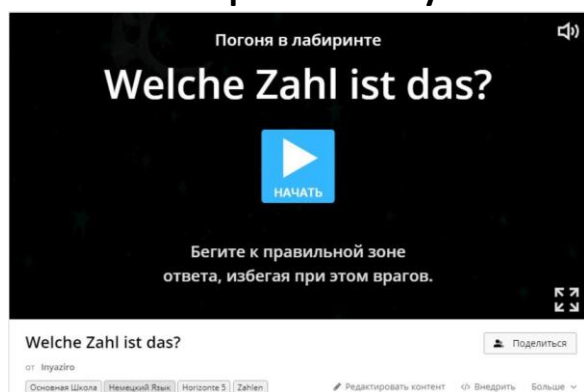 Погоня в лабиринте
Welche Zahl ist das?
НАЧАТЬ
Бегите к правильной зоне
ответа, избегая при этом врагов.
Welche Zahl ist das?
Поделиться
от Inyaziro
Основная Школа Немецкий Язык Horizonte 5 Zahlen
Редактировать контент </> Внедрить Больше